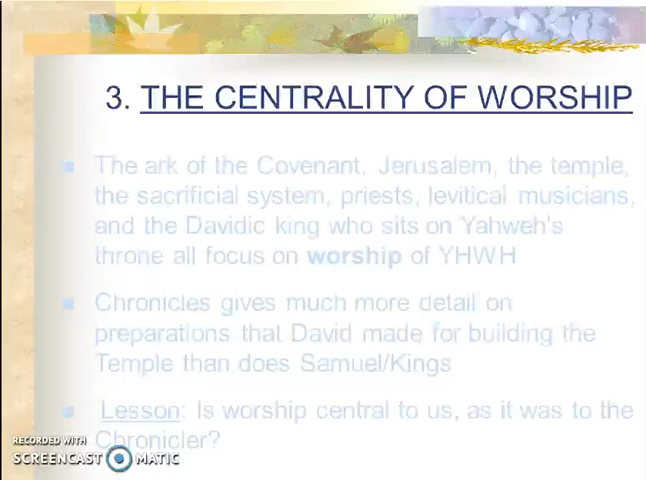 3. THE CENTRALITY OF WORSHIP
The ark of the Covenant, Jerusalem, the temple,
the sacrificial system, priests, levitical musicians,
and the Davidic king who sits on Yahweh's
throne all focus on worship of YHWH
Chronicles gives much more detail on
preparations that David made for building the
Temple than does Samuel/Kings
Lesson: Is worship central to us, as it was to the
Chronicler?
RECORDED WITH
SCREENCAST MATIC